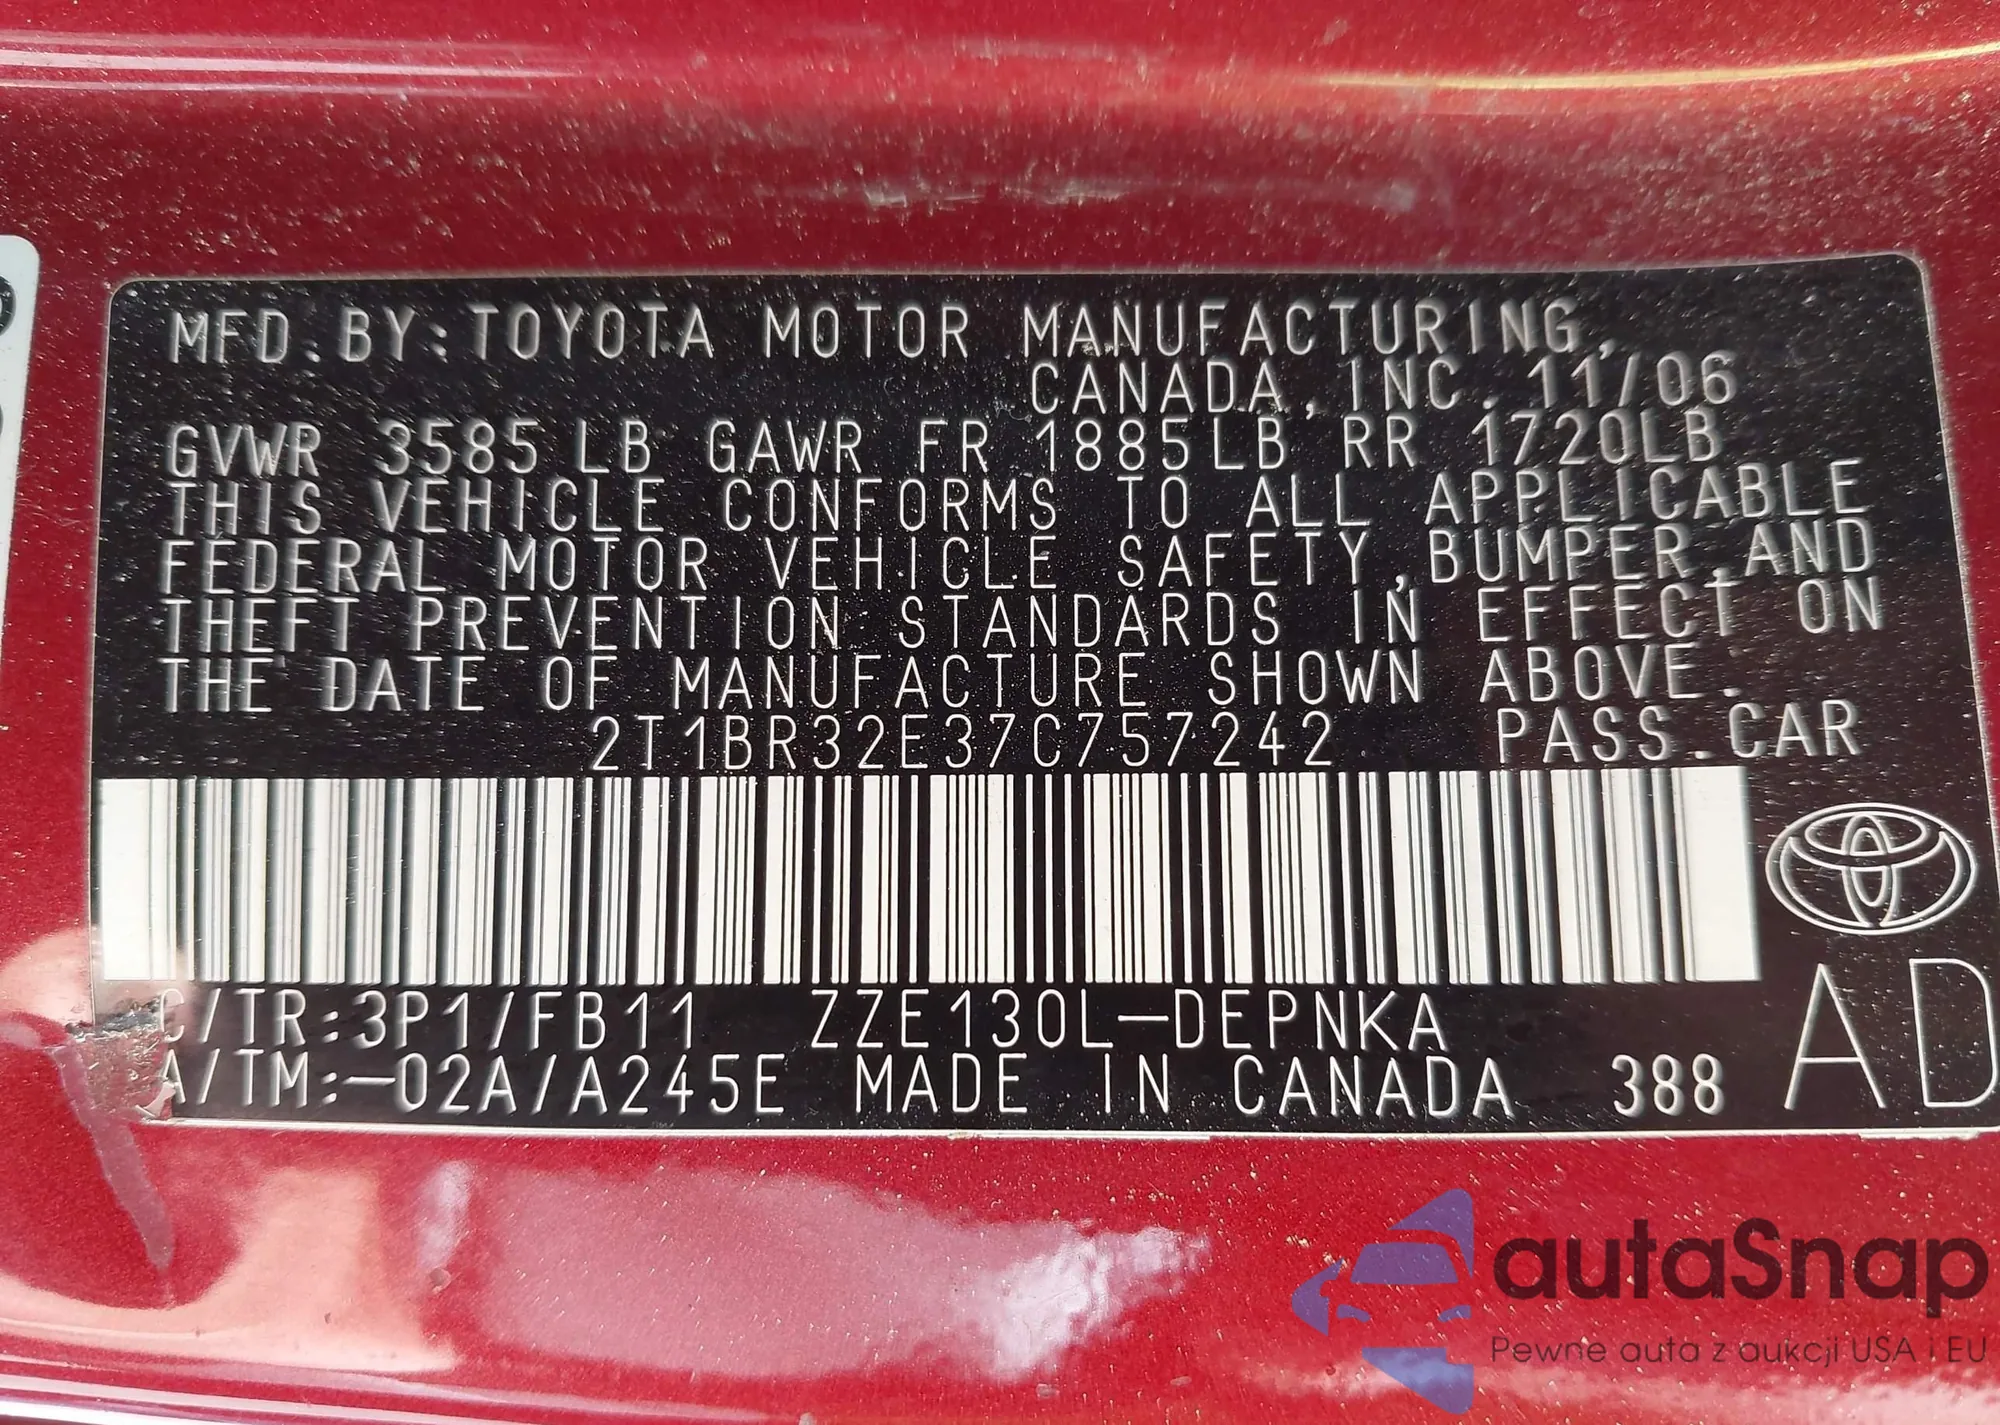 MFD.BY:TOYOTA MOTOR MANUFACTURING,
CANADA,INC. 11/06
GVWR 3585LB GAWR FR 1885LB RR 1720LB
THIS VEHICLE CONFORMS TO ALL APPLICABLE
FEDERAL MOTOR VEHICLE SAFETY,BUMPER,AND
THEFT PREVENTION STANDARDS IN EFFECT ON
THE DATE OF MANUFACTURE SHOWN ABOVE.
2T1BR32E37C757242 PASS.CAR
C/TR:3P1/FB11 ZZE130L-DEPNKA
A/TM:-02A/A245E MADE IN CANADA 388 AD
autaSnap
Pewne auta z aukcji USA i EU